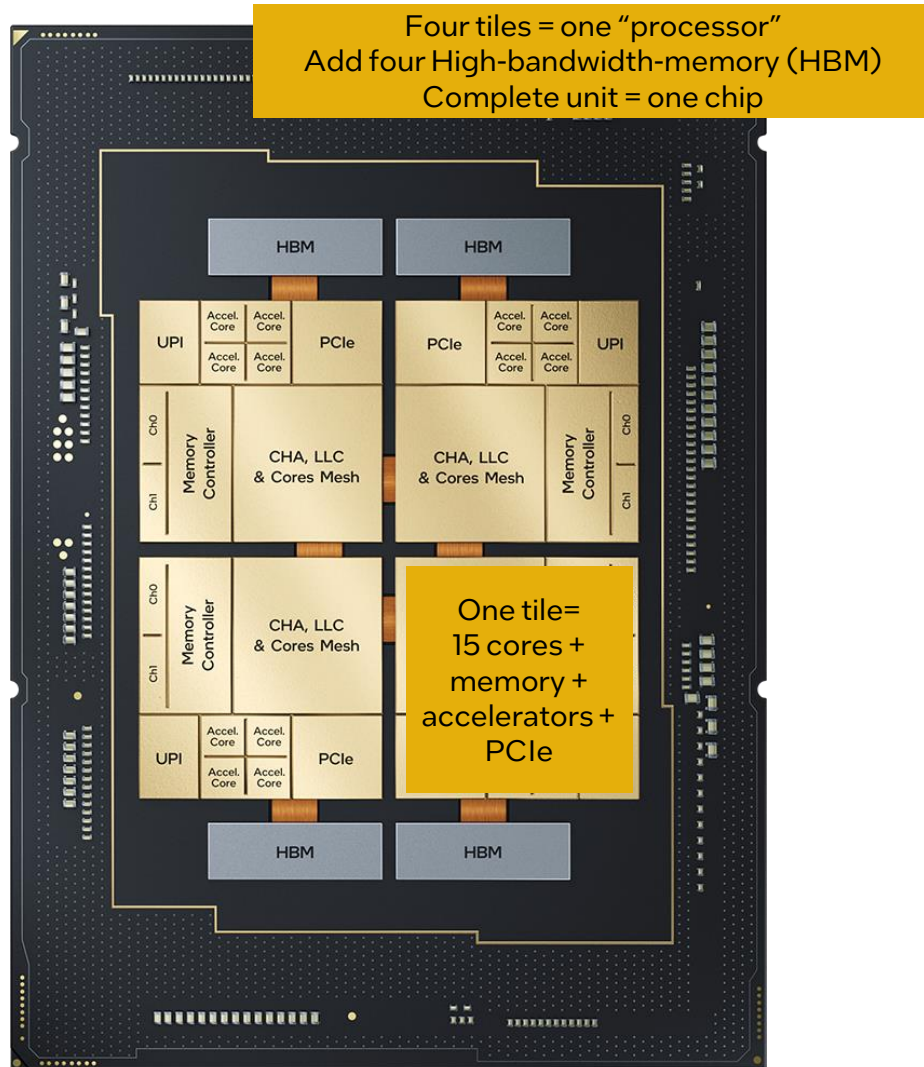 Four tiles = one “processor”
Add four High-bandwidth-memory (HBM)
Complete unit = one chip
HBM
HBM
UPI
Accel.
Core
Accel.
Core
Accel.
Core
Accel.
Core
PCIe
PCIe
Accel.
Core
Accel.
Core
Accel.
Core
Accel.
Core
UPI
Ch0
Ch1
Memory
Controller
CHA, LLC
& Cores Mesh
CHA, LLC
& Cores Mesh
Memory
Controller
Ch0
Ch1
Ch0
Ch1
Memory
Controller
CHA, LLC
& Cores Mesh
One tile=
15 cores +
memory +
accelerators +
PCIe
UPI
Accel.
Core
Accel.
Core
Accel.
Core
Accel.
Core
PCIe
HBM
HBM